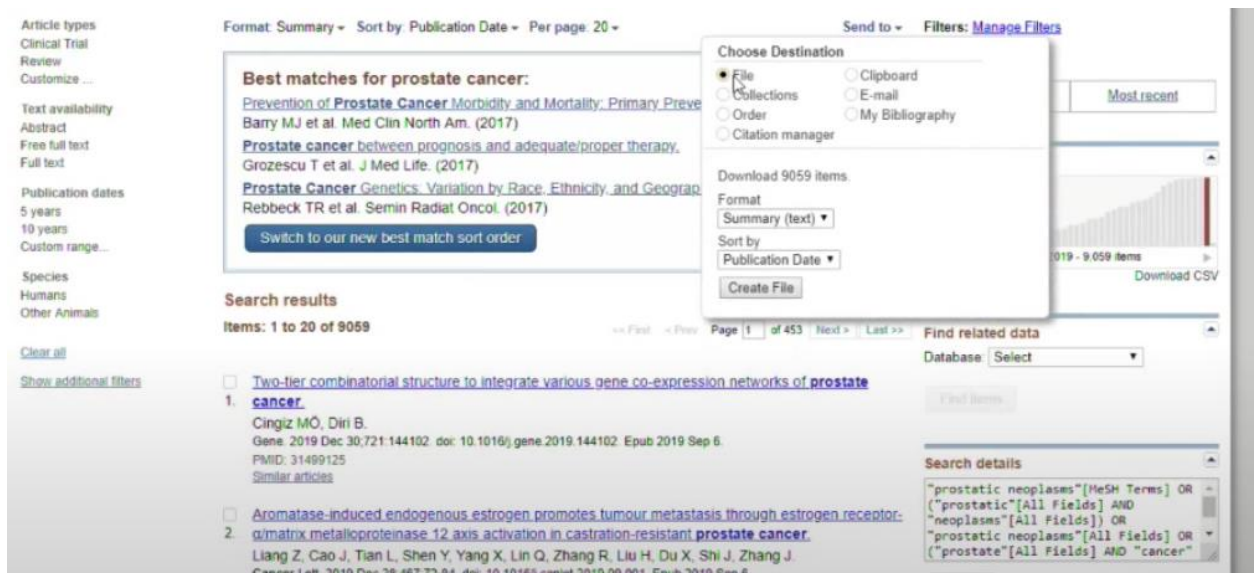 Article types
Clinical Trial
Review
Customize ...
Text availability
Abstract
Free full text
Full text
Publication dates
5 years
10 years
Custom range...
Species
Humans
Other Animals
Clear all
Show additional filters
Format: Summary Sort by: Publication Date Per page: 20
Send to
Filters: Manage Filters
Best matches for prostate cancer:
Prevention of Prostate Cancer Morbidity and Mortality: Primary Preve
Barry MJ et al. Med Clin North Am. (2017)
Prostate cancer between prognosis and adequate/proper therapy.
Grozescu T et al. J Med Life. (2017)
Prostate Cancer Genetics: Variation by Race, Ethnicity, and Geograp
Rebbeck TR et al. Semin Radiat Oncol. (2017)
Switch to our new best match sort order
Choose Destination
File Clipboard
Collections E-mail
Order My Bibliography
Citation manager
Download 9059 items.
Format
Summary (text)
Sort by
Publication Date
Create File
Most recent
019 - 9,059 items
Download CSV
Search results
Items: 1 to 20 of 9059
<< First < Prev Page 1 of 453 Next > Last >>
Two-tier combinatorial structure to integrate various gene co-expression networks of prostate
1. cancer.
Cingiz MÖ, Diri B.
Gene. 2019 Dec 30;721:144102. doi: 10.1016/j.gene.2019.144102. Epub 2019 Sep 6.
PMID: 31499125
Similar articles
Aromatase-induced endogenous estrogen promotes tumour metastasis through estrogen receptor-
2. α/matrix metalloproteinase 12 axis activation in castration-resistant prostate cancer.
Liang Z, Cao J, Tian L, Shen Y, Yang X, Lin Q, Zhang R, Liu H, Du X, Shi J, Zhang J.
Find related data
Database: Select
Find items
Search details
"prostatic neoplasms"[MeSH Terms] OR
("prostatic"[All Fields] AND
"neoplasms"[All Fields]) OR
"prostatic neoplasms"[All Fields] OR
("prostate"[All Fields] AND "cancer"